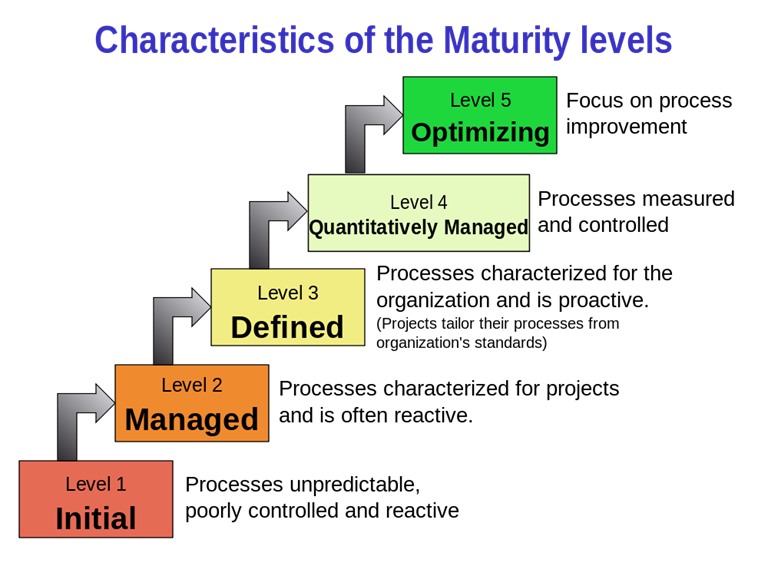 Characteristics of the Maturity levels
Level 5
Optimizing
Focus on process
improvement
Level 4
Quantitatively Managed
Processes measured
and controlled
Level 3
Defined
Processes characterized for the
organization and is proactive.
(Projects tailor their processes from
organization's standards)
Level 2
Managed
Processes characterized for projects
and is often reactive.
Level 1
Initial
Processes unpredictable,
poorly controlled and reactive